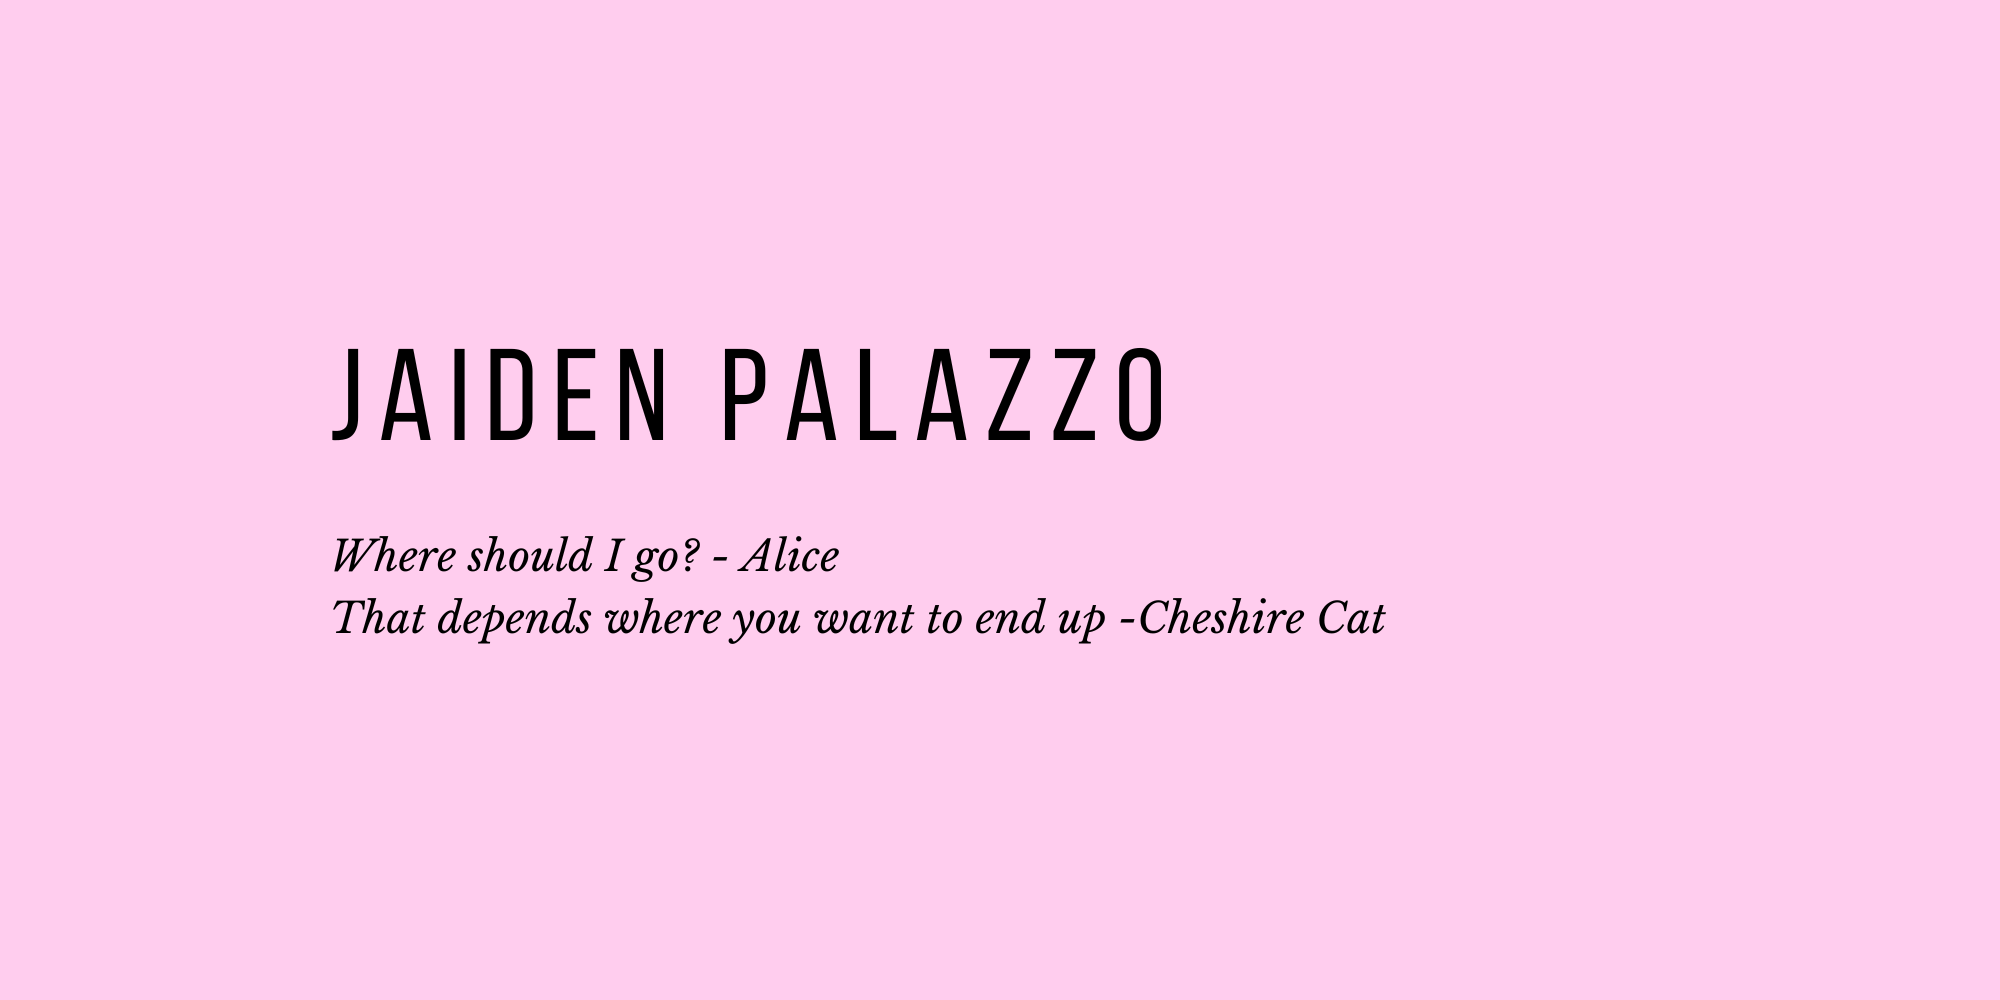 JAIDEN PALAZZO
Where should I go? - Alice
That depends where you want to end up -Cheshire Cat